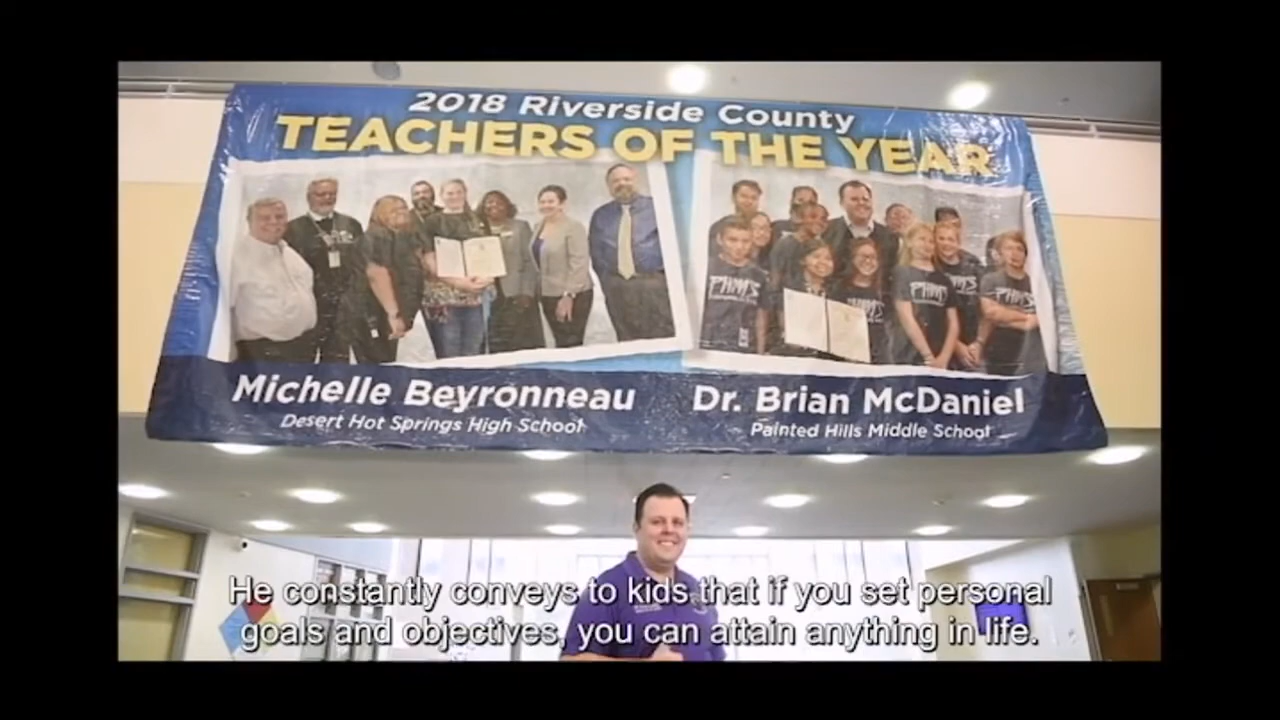 2018 Riverside County
TEACHERS OF THE YEAR
PHMS
PHMS
PHMS
Michelle Beyronneau
Dr. Brian McDaniel
Desert Hot Springs High School
Painted Hills Middle School
He constantly conveys to kids that if you set personal
goals and objectives, you can attain anything in life.